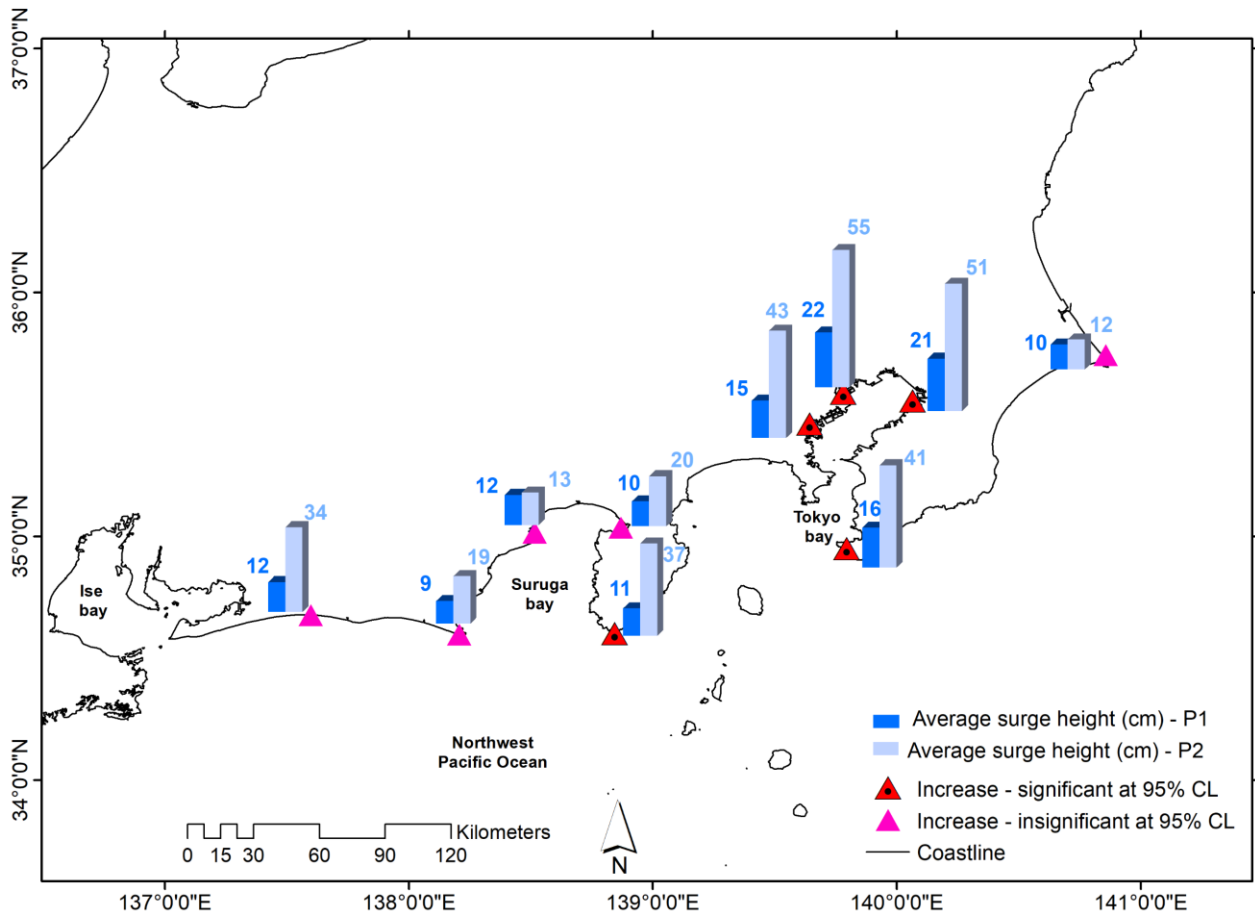 37°0'0"N
36°0'0"N
35°0'0"N
34°0'0"N
55
51
43
22
12
10
21
15
41
20
12
13
10
16
34
Tokyo
bay
37
19
12
9
Suruga
bay
11
Ise
bay
Northwest
Pacific Ocean
Average surge height (cm) - P1
Average surge height (cm) - P2
Increase - significant at 95% CL
Increase - insignificant at 95% CL
Coastline
Kilometers
0 15 30 60 90 120
N
137°0'0"E 138°0'0"E 139°0'0"E 140°0'0"E 141°0'0"E